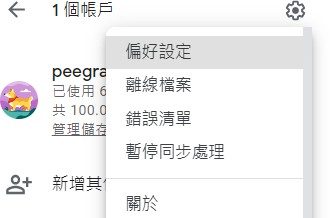 1 個帳戶
偏好設定
peegra
離線檔案
已使用 6
共 100.0
錯誤清單
管理儲存
暫停同步處理
新增其
關於